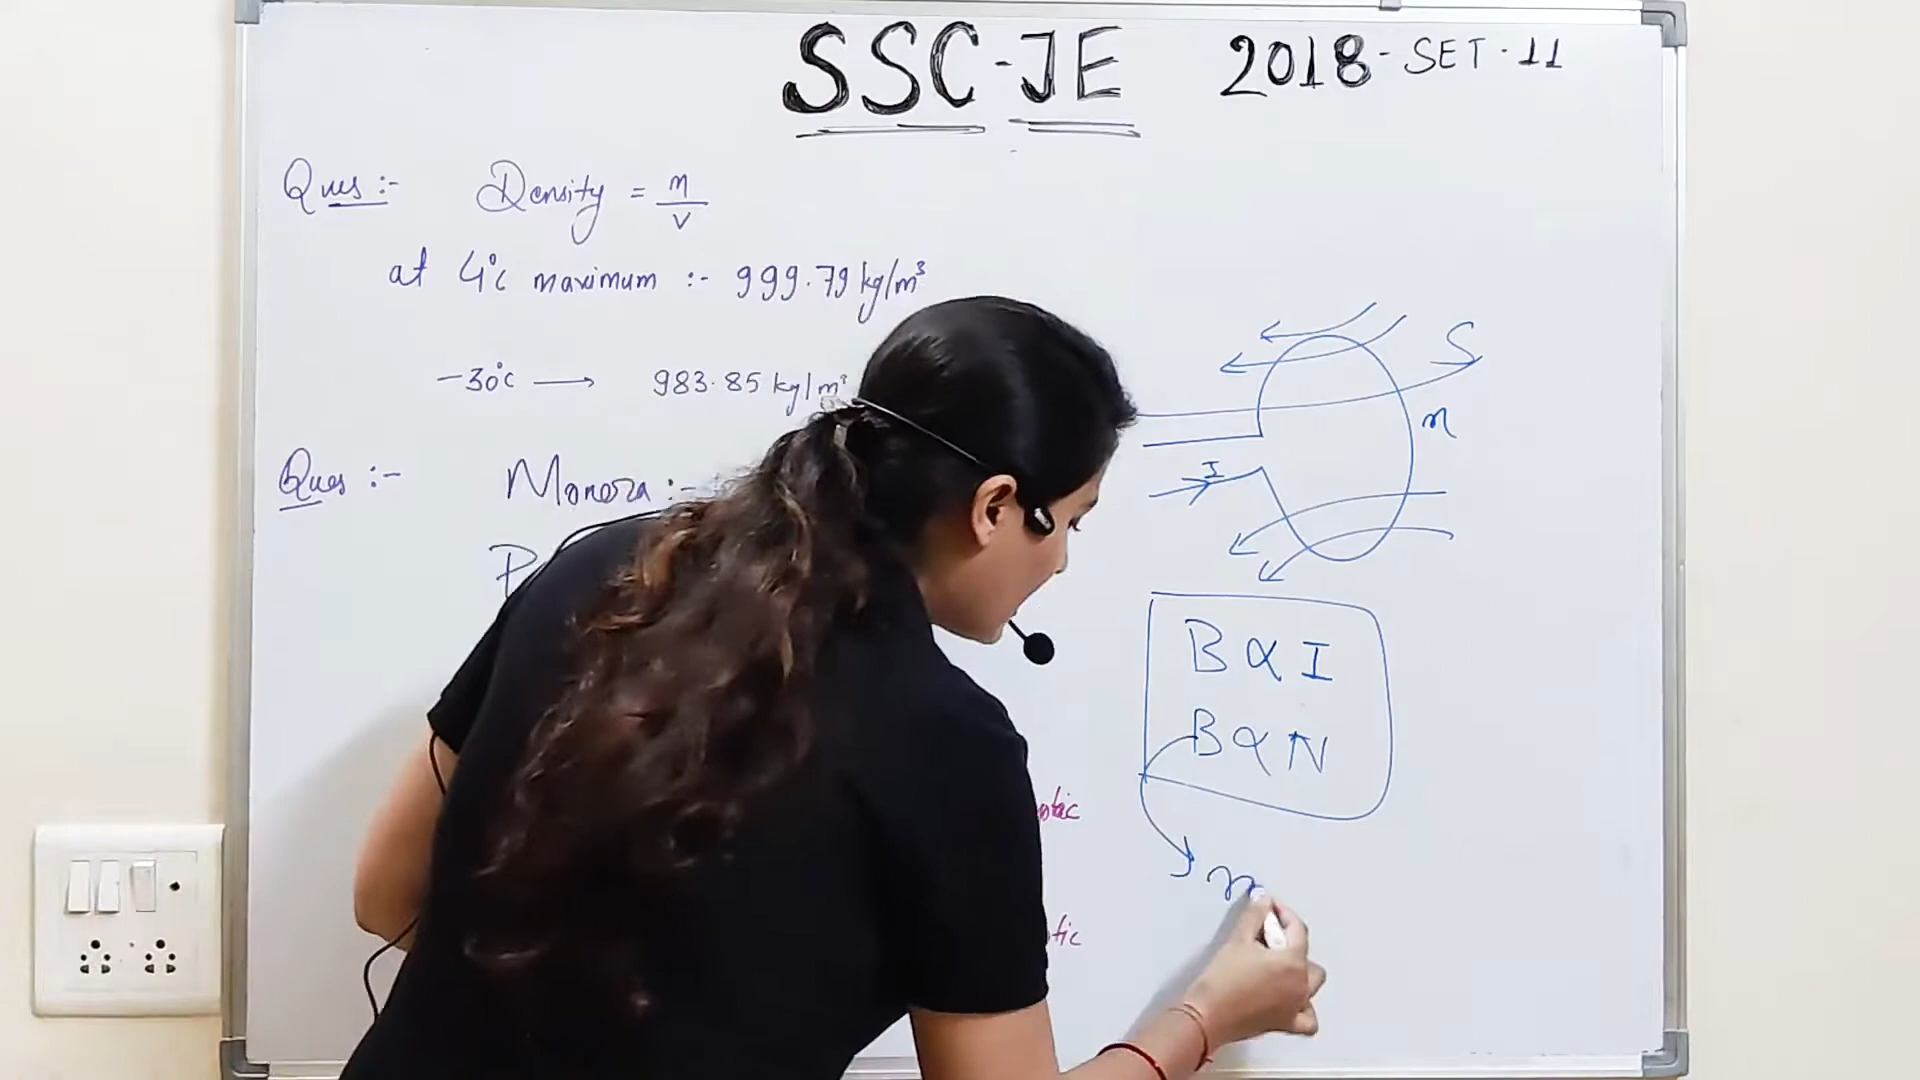 SSC-JE 2018-SET-11
Ques :- Density = m/v
at 4°c maximum :- 999.79 kg/m³
-30°c → 983.85 kg/m³
Ques :- Monera :-
S
n
I
B α I
B α N